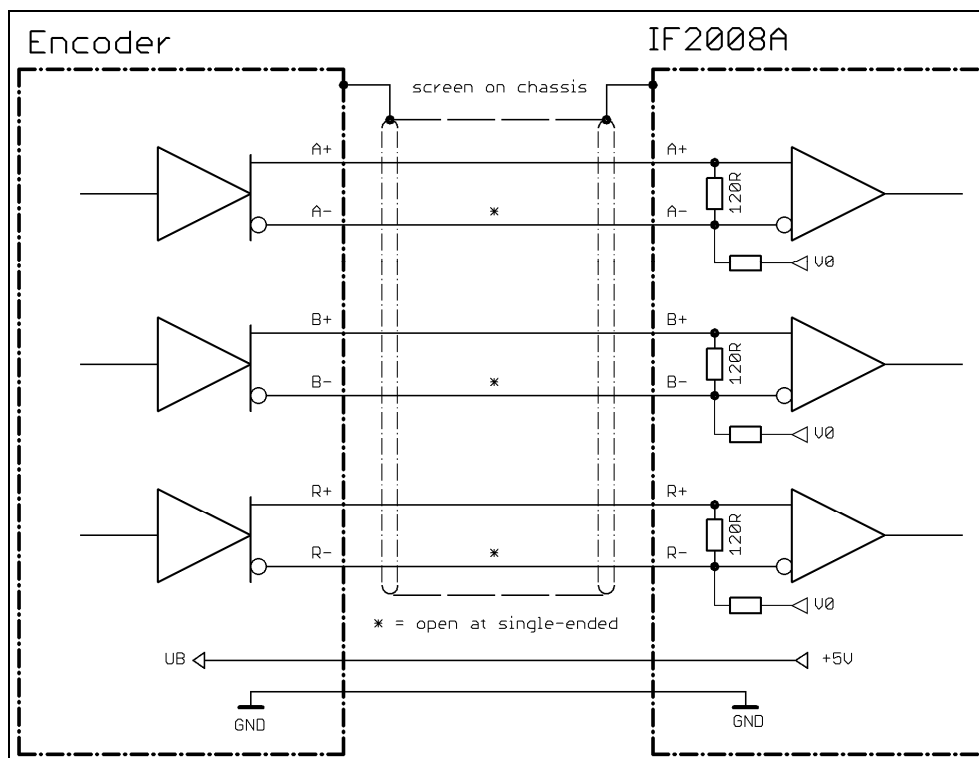 Encoder
IF2008A
screen on chassis
A+
A+
120R
A-
*
A-
V0
B+
B+
120R
B-
*
B-
V0
R+
R+
120R
R-
*
R-
V0
* = open at single-ended
UB
+5V
GND
GND